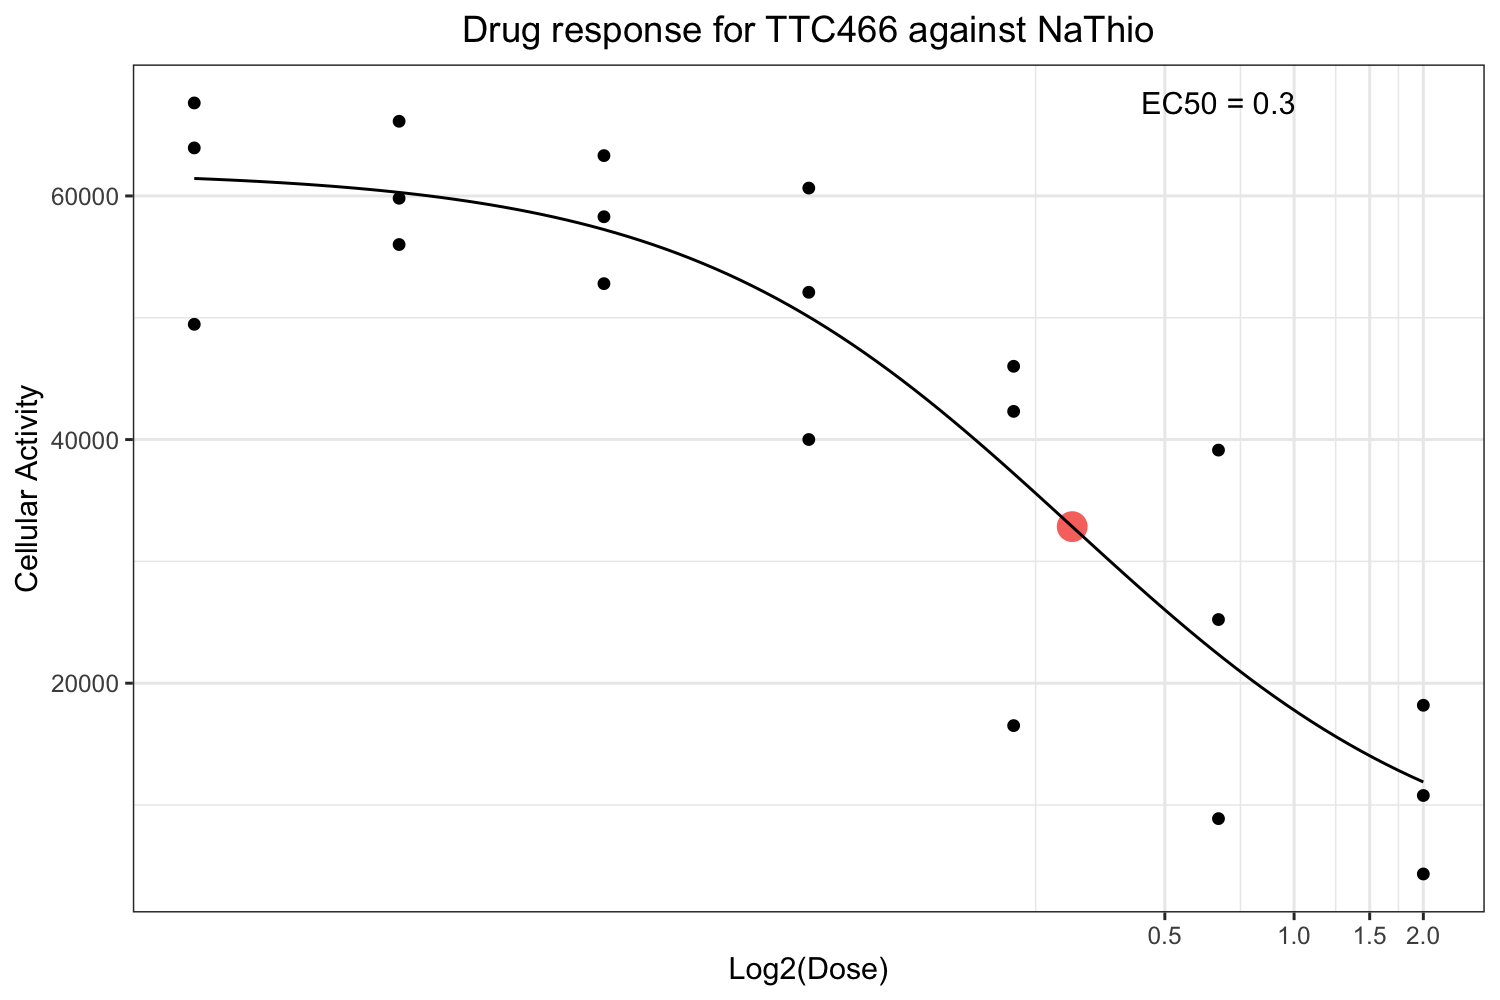 Drug response for TTC466 against NaThio
EC50 = 0.3
60000
40000
20000
Cellular Activity
0.5 1.0 1.5 2.0
Log2(Dose)